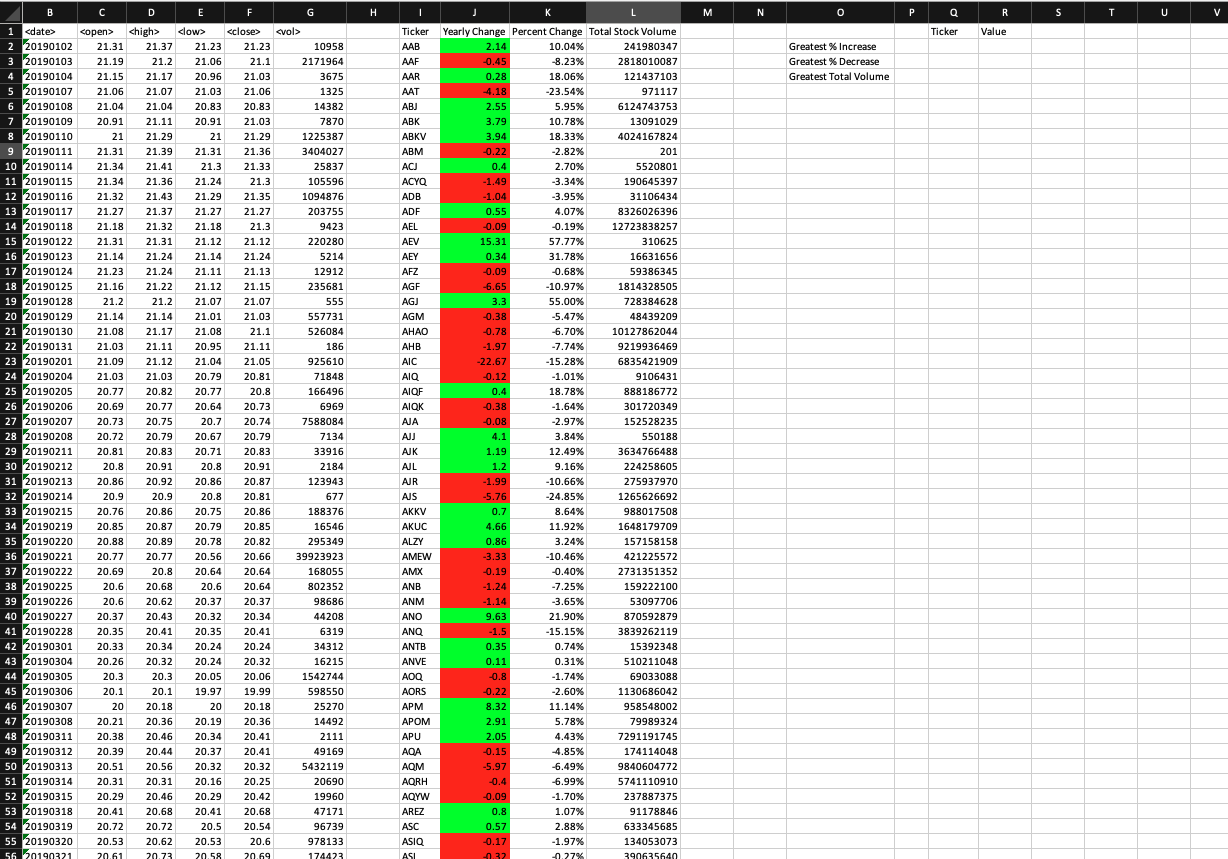 B C D E F G H I J K L M N O P Q R S T U V
1 <date> <open> <high> <low> <close> <vol> Ticker Yearly Change Percent Change Total Stock Volume Ticker Value
2 20190102 21.31 21.37 21.23 21.23 10958 AAB 2.14 10.04% 241980347 Greatest % Increase
3 20190103 21.19 21.2 21.06 21.1 2171964 AAF -0.45 -8.23% 2818010087 Greatest % Decrease
4 20190104 21.15 21.17 20.96 21.03 3675 AAR 0.28 18.06% 121437103 Greatest Total Volume
5 20190107 21.06 21.07 21.03 21.06 1325 AAT -4.18 -23.54% 971117
6 20190108 21.04 21.04 20.83 20.83 14382 ABJ 2.55 5.95% 6124743753
7 20190109 20.91 21.11 20.91 21.03 7870 ABK 3.79 10.78% 13091029
8 20190110 21 21.29 21 21.29 1225387 ABKV 3.94 18.33% 4024167824
9 20190111 21.31 21.39 21.31 21.36 3404027 ABM -0.22 -2.82% 201
10 20190114 21.34 21.41 21.3 21.33 25837 ACJ 0.4 2.70% 5520801
11 20190115 21.34 21.36 21.24 21.3 105596 ACYQ -1.49 -3.34% 190645397
12 20190116 21.32 21.43 21.29 21.35 1094876 ADB -1.04 -3.95% 31106434
13 20190117 21.27 21.37 21.27 21.27 203755 ADF 0.55 4.07% 8326026396
14 20190118 21.18 21.32 21.18 21.3 9423 AEL -0.09 -0.19% 12723838257
15 20190122 21.31 21.31 21.12 21.12 220280 AEV 15.31 57.77% 310625
16 20190123 21.14 21.24 21.14 21.24 5214 AEY 0.34 31.78% 16631656
17 20190124 21.23 21.24 21.11 21.13 12912 AFZ -0.09 -0.68% 59386345
18 20190125 21.16 21.22 21.12 21.15 235681 AGF -6.65 -10.97% 1814328505
19 20190128 21.2 21.2 21.07 21.07 555 AGJ 3.3 55.00% 728384628
20 20190129 21.14 21.14 21.01 21.03 557731 AGM -0.38 -5.47% 48439209
21 20190130 21.08 21.17 21.08 21.1 526084 AHAO -0.78 -6.70% 10127862044
22 20190131 21.03 21.11 20.95 21.11 186 AHB -1.97 -7.74% 9219936469
23 20190201 21.09 21.12 21.04 21.05 925610 AIC -22.67 -15.28% 6835421909
24 20190204 21.03 21.03 20.79 20.81 71848 AIQ -0.12 -1.01% 9106431
25 20190205 20.77 20.82 20.77 20.8 166496 AIQF 0.4 18.78% 888186772
26 20190206 20.69 20.77 20.64 20.73 6969 AIQK -0.38 -1.64% 301720349
27 20190207 20.73 20.75 20.7 20.74 7588084 AJA -0.08 -2.97% 152528235
28 20190208 20.72 20.79 20.67 20.79 7134 AJJ 4.1 3.84% 550188
29 20190211 20.81 20.83 20.71 20.83 33916 AJK 1.19 12.49% 3634766488
30 20190212 20.8 20.91 20.8 20.91 2184 AJL 1.2 9.16% 224258605
31 20190213 20.86 20.92 20.86 20.87 123943 AJR -1.99 -10.66% 275937970
32 20190214 20.9 20.9 20.8 20.81 677 AJS -5.76 -24.85% 1265626692
33 20190215 20.76 20.86 20.75 20.86 188376 AKKV 0.7 8.64% 988017508
34 20190219 20.85 20.87 20.79 20.85 16546 AKUC 4.66 11.92% 1648179709
35 20190220 20.88 20.89 20.78 20.82 295349 ALZY 0.86 3.24% 157158158
36 20190221 20.77 20.77 20.56 20.66 39923923 AMEW -3.33 -10.46% 421225572
37 20190222 20.69 20.8 20.64 20.64 168055 AMX -0.19 -0.40% 2731351352
38 20190225 20.6 20.68 20.6 20.64 802352 ANB -1.24 -7.25% 159222100
39 20190226 20.6 20.62 20.37 20.37 98686 ANM -1.14 -3.65% 53097706
40 20190227 20.37 20.43 20.32 20.34 44208 ANO 9.63 21.90% 870592879
41 20190228 20.35 20.41 20.35 20.41 6319 ANQ -1.5 -15.15% 3839262119
42 20190301 20.33 20.34 20.24 20.24 34312 ANTB 0.35 0.74% 15392348
43 20190304 20.26 20.32 20.24 20.32 16215 ANVE 0.11 0.31% 510211048
44 20190305 20.3 20.3 20.05 20.06 1542744 AOQ -0.8 -1.74% 69033088
45 20190306 20.1 20.1 19.97 19.99 598550 AORS -0.22 -2.60% 1130686042
46 20190307 20 20.18 20 20.18 25270 APM 8.32 11.14% 958548002
47 20190308 20.21 20.36 20.19 20.36 14492 APOM 2.91 5.78% 79989324
48 20190311 20.38 20.46 20.34 20.41 2111 APU 2.05 4.43% 7291191745
49 20190312 20.39 20.44 20.37 20.41 49169 AQA -0.15 -4.85% 174114048
50 20190313 20.51 20.56 20.32 20.32 5432119 AQM -5.97 -6.49% 9840604772
51 20190314 20.31 20.31 20.16 20.25 20690 AQRH -0.4 -6.99% 5741110910
52 20190315 20.29 20.46 20.29 20.42 19960 AQYW -0.09 -1.70% 237887375
53 20190318 20.41 20.68 20.41 20.68 47171 AREZ 0.8 1.07% 91178846
54 20190319 20.72 20.72 20.5 20.54 96739 ASC 0.57 2.88% 633345685
55 20190320 20.53 20.62 20.53 20.6 978133 ASIQ -0.17 -1.97% 134053073
56 20190321 20.61 20.73 20.58 20.69 174423 ASL -0.32 -0.27% 390635640